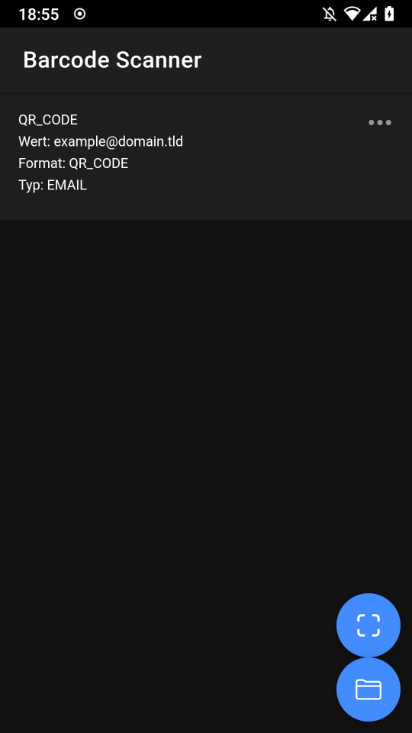 18:55
Barcode Scanner
QR_CODE
Wert: example@domain.tld
Format: QR_CODE
Typ: EMAIL